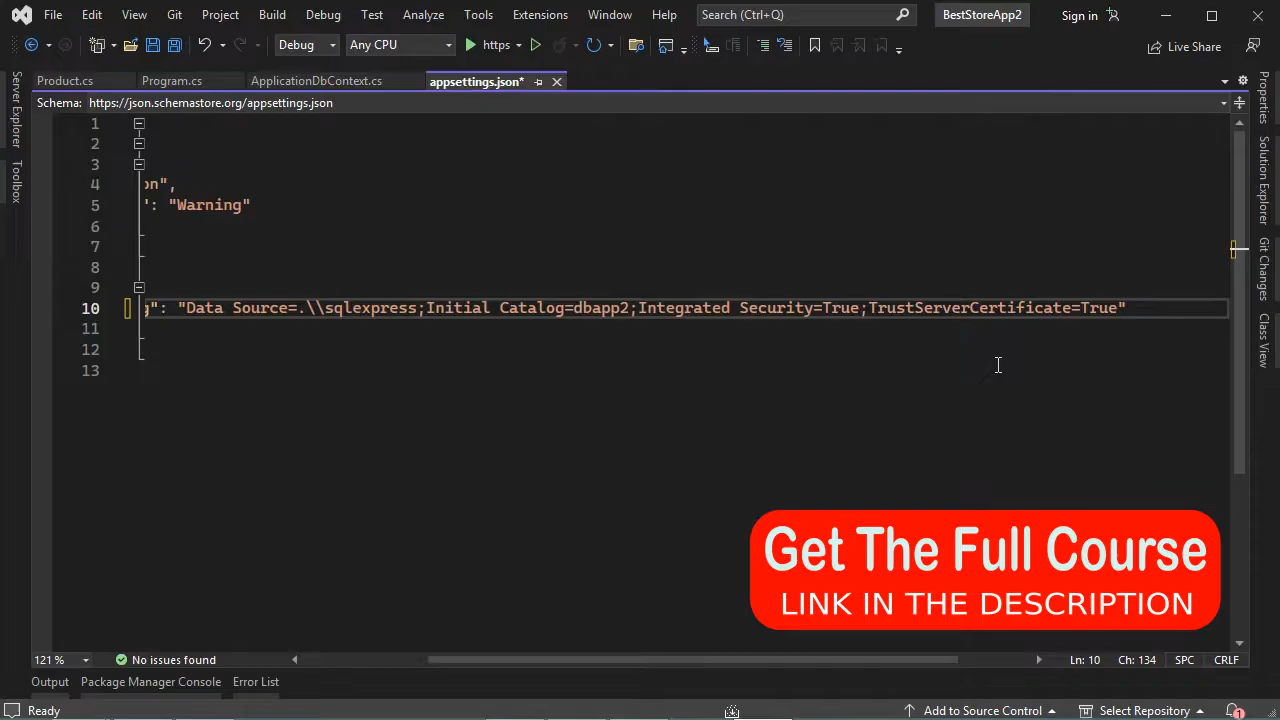 File Edit View Git Project Build Debug Test Analyze Tools Extensions Window Help Search (Ctrl+Q) BestStoreApp2 Sign in
Debug Any CPU https Live Share
Product.cs Program.cs ApplicationDbContext.cs appsettings.json*
Schema: https://json.schemastore.org/appsettings.json
1
2
3
4 on",
5 ": "Warning"
6
7
8
9
10 g": "Data Source=.\\sqlexpress;Initial Catalog=dbapp2;Integrated Security=True;TrustServerCertificate=True"
11
12
13
Server Explorer
Toolbox
Properties
Solution Explorer
Git Changes
Class View
Get The Full Course
LINK IN THE DESCRIPTION
121 % No issues found Ln: 10 Ch: 134 SPC CRLF
Output Package Manager Console Error List
Ready Add to Source Control Select Repository 1